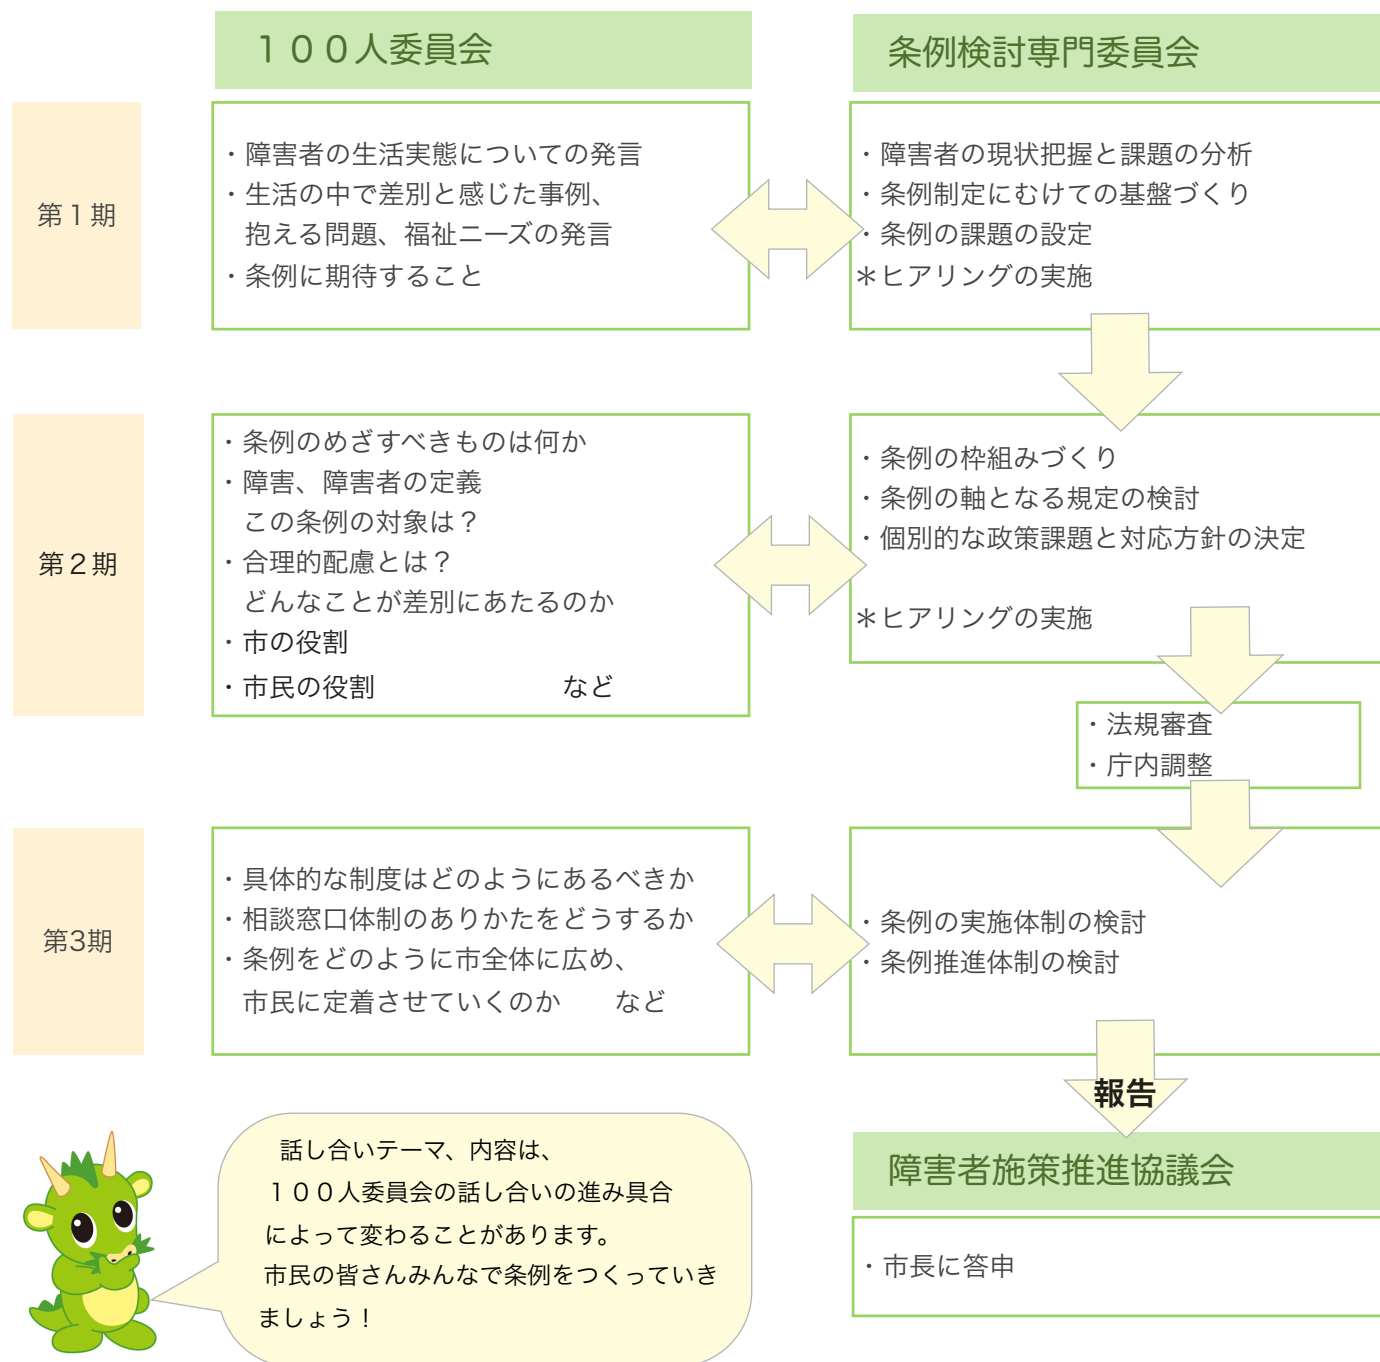 １００人委員会
条例検討専門委員会
第１期
・障害者の生活実態についての発言
・生活の中で差別と感じた事例、
抱える問題、福祉ニーズの発言
・条例に期待すること
・障害者の現状把握と課題の分析
・条例制定にむけての基盤づくり
・条例の課題の設定
＊ヒアリングの実施
第２期
・条例のめざすべきものは何か
・障害、障害者の定義
この条例の対象は？
・合理的配慮とは？
どんなことが差別にあたるのか
・市の役割
・市民の役割　　　　　　　など
・条例の枠組みづくり
・条例の軸となる規定の検討
・個別的な政策課題と対応方針の決定
＊ヒアリングの実施
・法規審査
・庁内調整
第3期
・具体的な制度はどのようにあるべきか
・相談窓口体制のありかたをどうするか
・条例をどのように市全体に広め、
市民に定着させていくのか　　など
・条例の実施体制の検討
・条例推進体制の検討
報告
障害者施策推進協議会
・市長に答申
話し合いテーマ、内容は、
１００人委員会の話し合いの進み具合
によって変わることがあります。
市民の皆さんみんなで条例をつくっていき
ましょう！